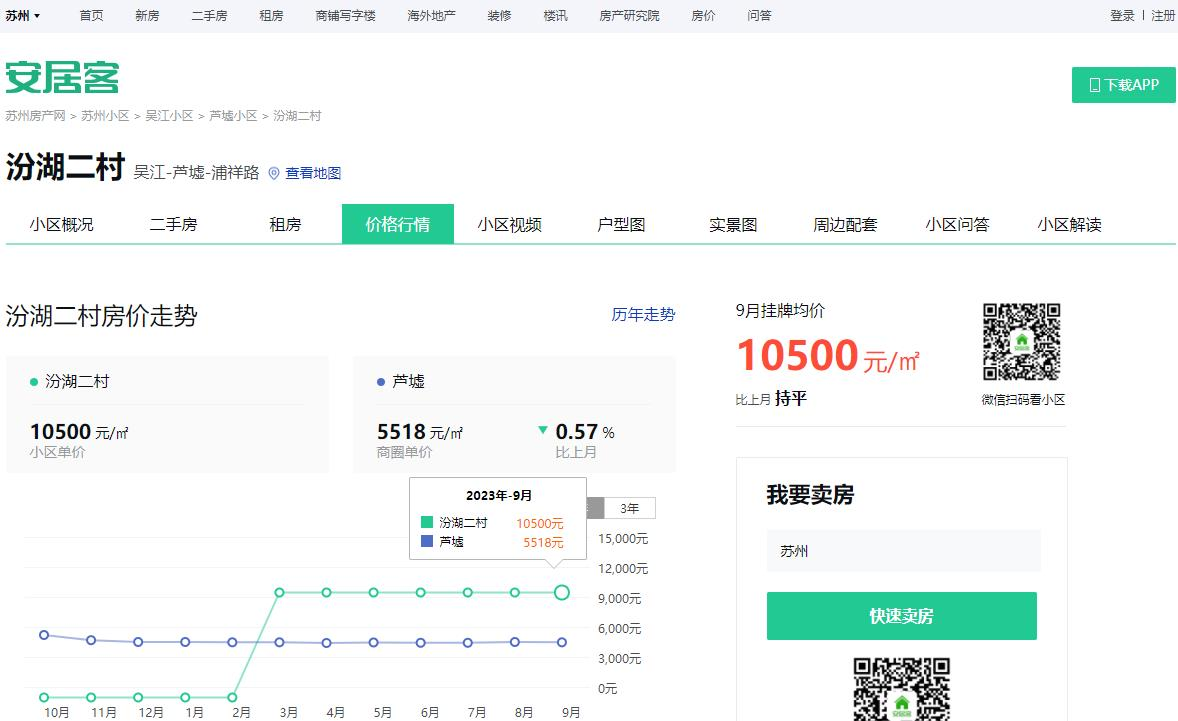 苏州 首页 新房 二手房 租房 商铺写字楼 海外地产 装修 楼讯 房产研究院 房价 问答 登录 注册
安居客
下载APP
苏州房产网 > 苏州小区 > 吴江小区 > 芦墟小区 > 汾湖二村
汾湖二村 吴江-芦墟-浦祥路 查看地图
小区概况 二手房 租房 价格行情 小区视频 户型图 实景图 周边配套 小区问答 小区解读
汾湖二村房价走势 历年走势
汾湖二村
10500 元/㎡
小区单价
芦墟
5518 元/㎡ 0.57 %
商圈单价 比上月
2023年-9月
汾湖二村 10500元
芦墟 5518元
3年
15,000元
12,000元
9,000元
6,000元
3,000元
0元
10月 11月 12月 1月 2月 3月 4月 5月 6月 7月 8月 9月
9月挂牌均价
10500 元/㎡
比上月 持平
微信扫码看小区
我要卖房
苏州
快速卖房